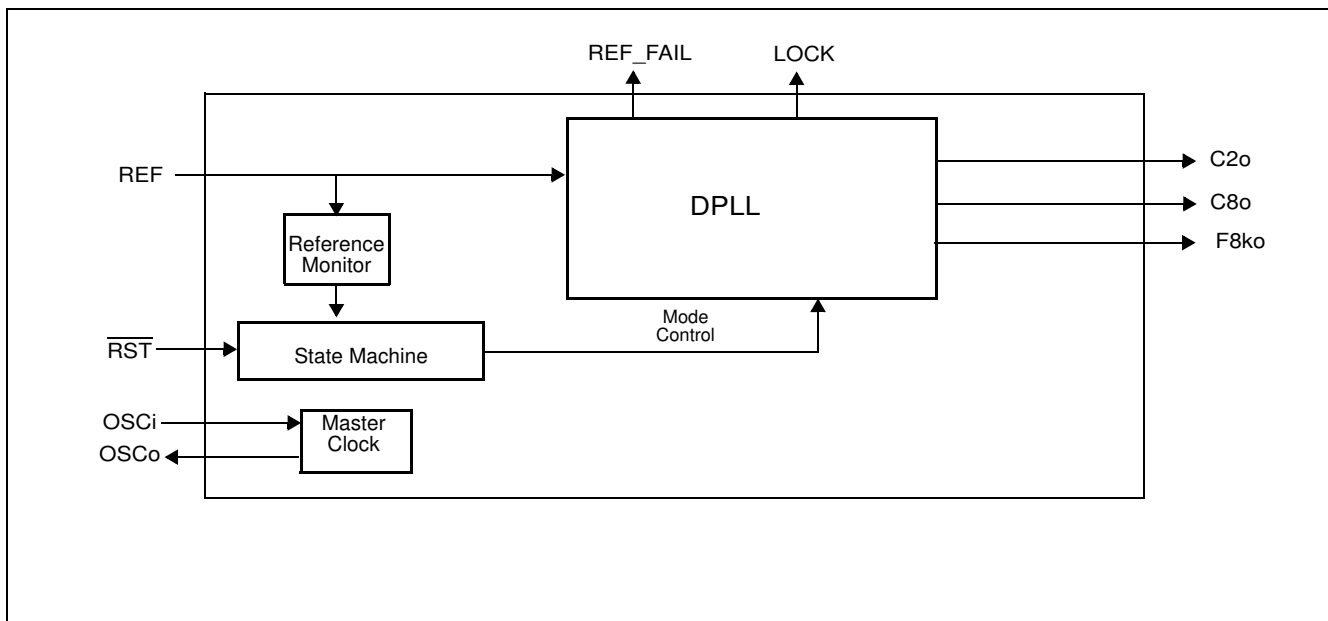 REF_FAIL
LOCK
REF
C2o
DPLL
C8o
F8ko
Reference
Monitor
Mode
Control
RST
State Machine
OSCi
Master
Clock
OSCo